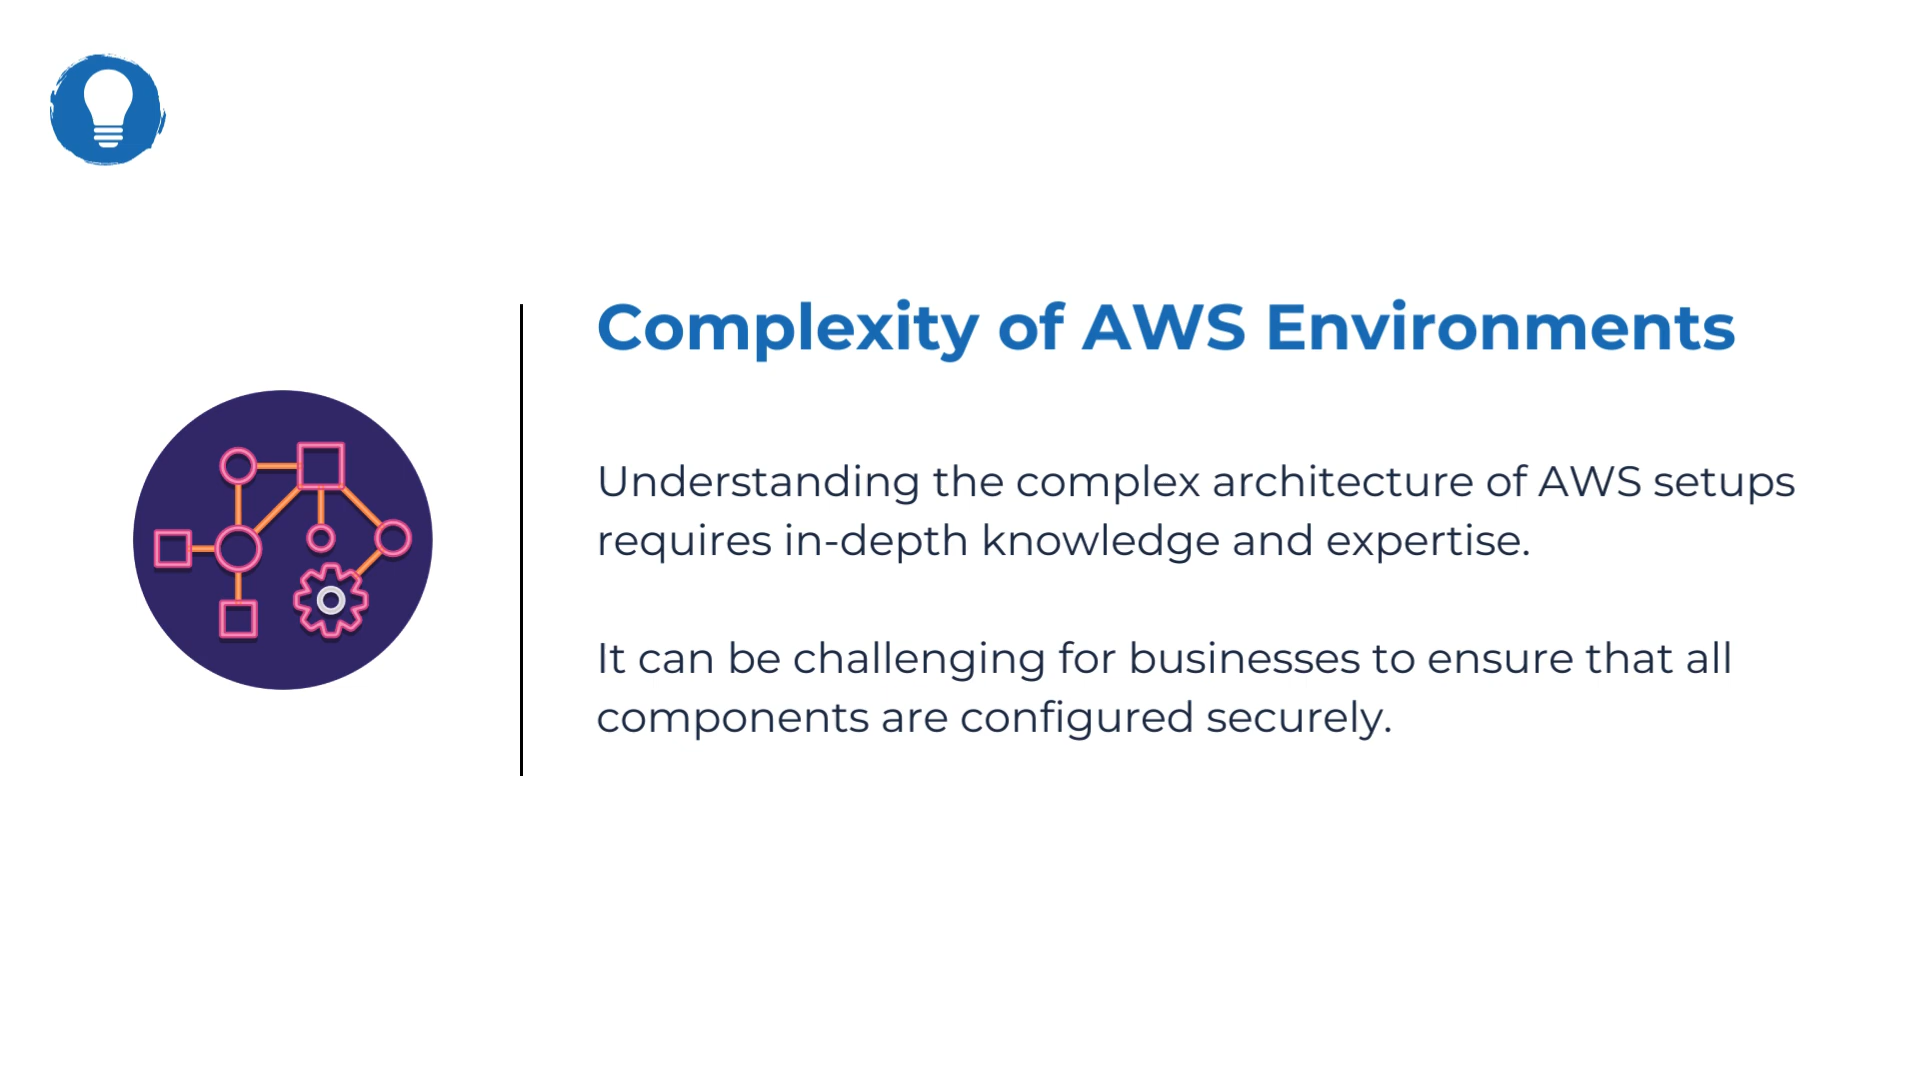 Complexity of AWS Environments
Understanding the complex architecture of AWS setups
requires in-depth knowledge and expertise.
It can be challenging for businesses to ensure that all
components are configured securely.